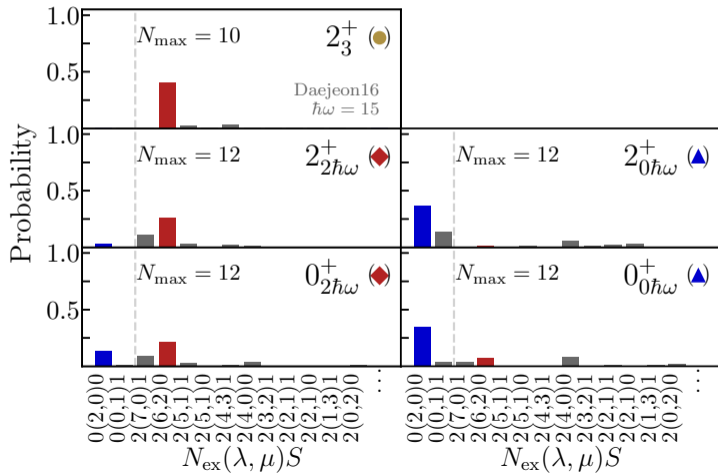 Probability
1.0
0.5
N_max = 10
2_3^+ ( )
Daejeon16
ħω = 15
1.0
0.5
N_max = 12
2^+_{2ħω} ( )
N_max = 12
2^+_{0ħω} ( )
1.0
0.5
N_max = 12
0^+_{2ħω} ( )
N_max = 12
0^+_{0ħω} ( )
0(2,0)0
0(0,1)1
2(7,0)1
2(6,2)0
2(5,1)1
2(5,1)0
2(4,3)1
2(4,0)0
2(3,2)1
2(2,1)1
2(2,1)0
2(1,3)1
2(0,2)0
...
0(2,0)0
0(0,1)1
2(7,0)1
2(6,2)0
2(5,1)1
2(5,1)0
2(4,3)1
2(4,0)0
2(3,2)1
2(2,1)1
2(2,1)0
2(1,3)1
2(0,2)0
...
N_ex(λ, μ)S
N_ex(λ, μ)S